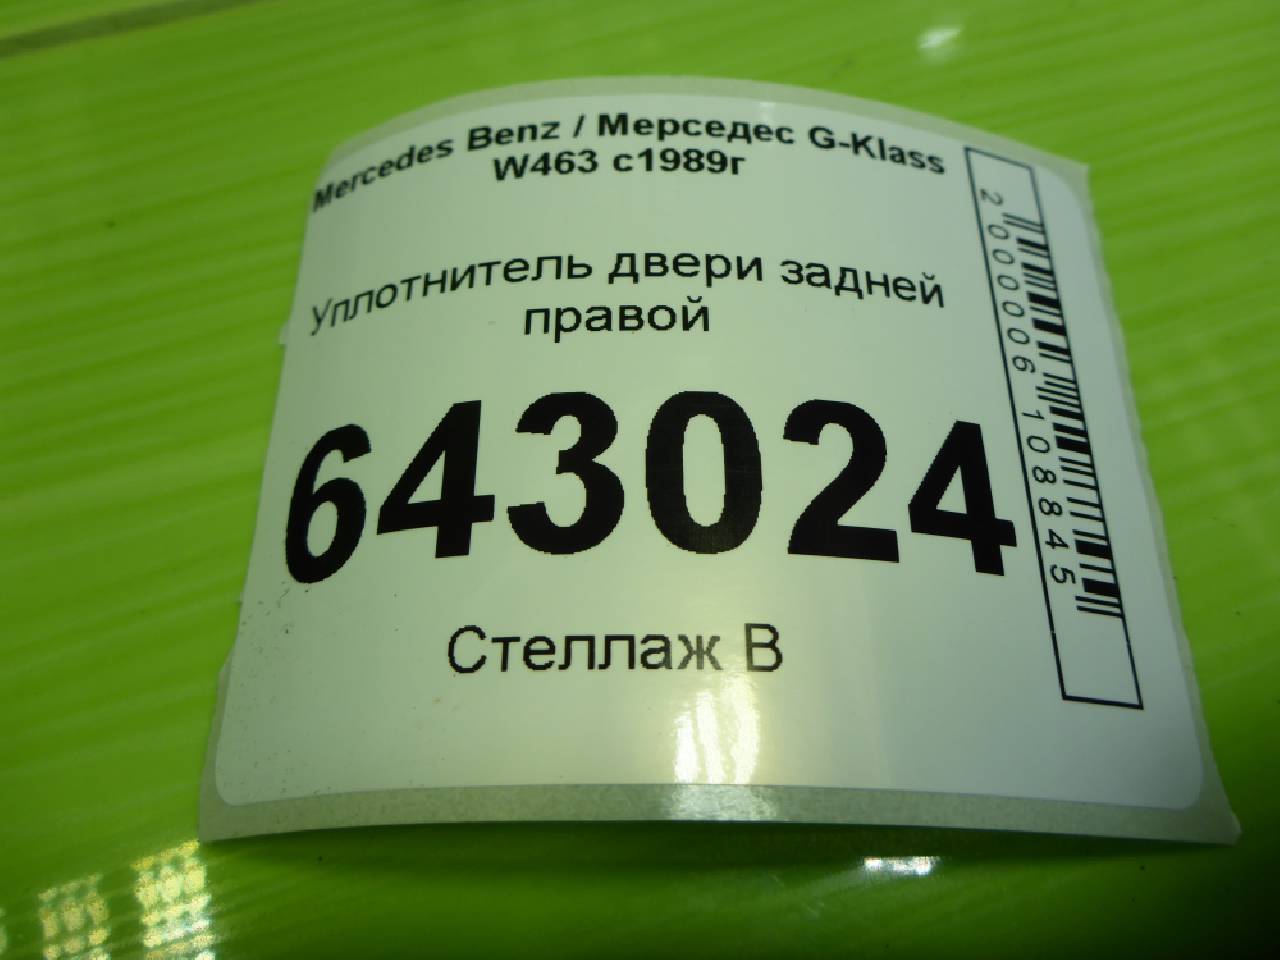 Mercedes Benz / Мерседес G-Klass
W463 с1989г
Уплотнитель двери задней
правой
643024
Стеллаж В
2000006108845